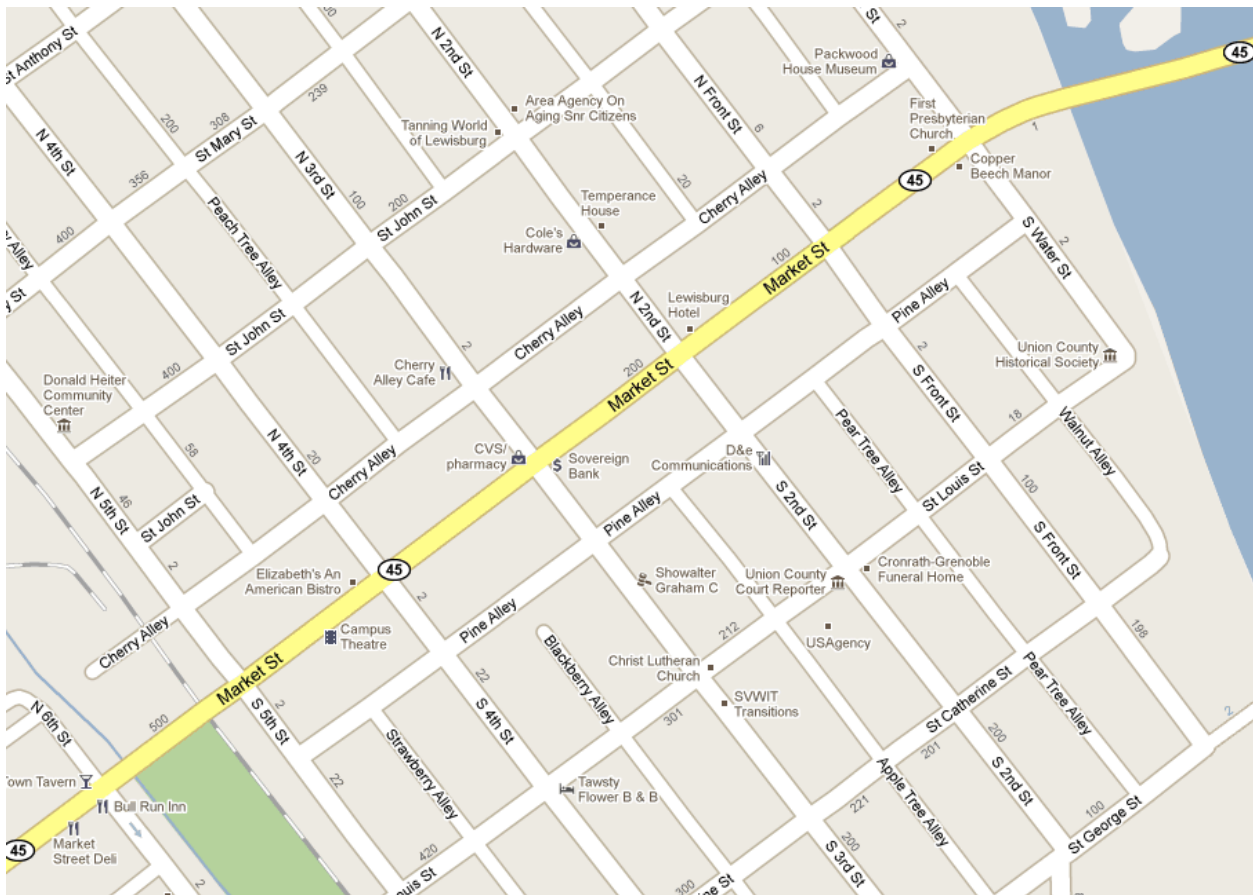 St Anthony St
N 4th St
200
308
St Mary St
239
356
400
N 2nd St
Tanning World
of Lewisburg
Area Agency On
Aging Snr Citizens
N 3rd St
100
200
St John St
Peach Tree Alley
Temperance
House
Cole's
Hardware
N Front St
6
20
2
Packwood
House Museum
First
Presbyterian
Church
45
1
45
Copper
Beech Manor
Cherry Alley
2
100
Market St
S Water St
2
Pine Alley
Alley
y St
St John St
400
Cherry Alley
Lewisburg
Hotel
N 2nd St
200
Market St
2
Cherry
Alley Cafe
Donald Heiter
Community
Center
N 4th St
20
58
Cherry Alley
CVS/
pharmacy
Sovereign
Bank
D&e
Communications
Pear Tree Alley
2
S Front St
Union County
Historical Society
18
Walnut Alley
N 5th St
46
St John St
2
Pine Alley
S 2nd St
St Louis St
100
S Front St
Elizabeth's An
American Bistro
45
2
Campus
Theatre
Pine Alley
Showalter
Graham C
Union County
Court Reporter
Cronrath-Grenoble
Funeral Home
212
USAgency
198
Cherry Alley
Market St
500
N 6th St
S 5th St
2
22
Blackberry Alley
Christ Lutheran
Church
SVWIT
Transitions
301
Pear Tree Alley
St Catherine St
2
22
S 4th St
Strawberry Alley
Tawsty
Flower B & B
Apple Tree Alley
201
200
S 2nd St
Town Tavern
Bull Run Inn
Market
Street Deli
45
2
420
ouis St
221
200
S 3rd St
300
ine St
100
St George St